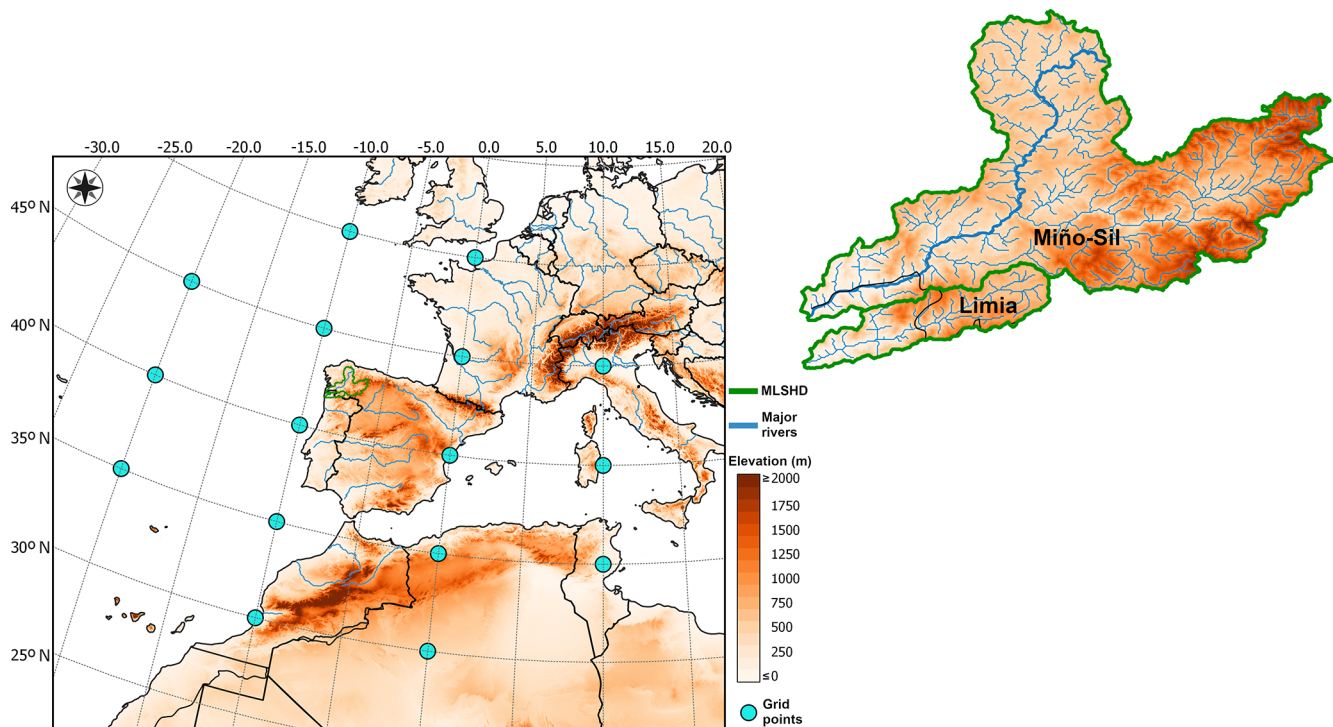 -30.0 -25.0 -20.0 -15.0 -10.0 -5.0 0.0 5.0 10.0 15.0 20.0
45º N
40º N
35º N
30º N
25º N
Miño-Sil
Limia
MLSHD
Major
rivers
Elevation (m)
≥2000
1750
1500
1250
1000
750
500
250
≤0
Grid
points